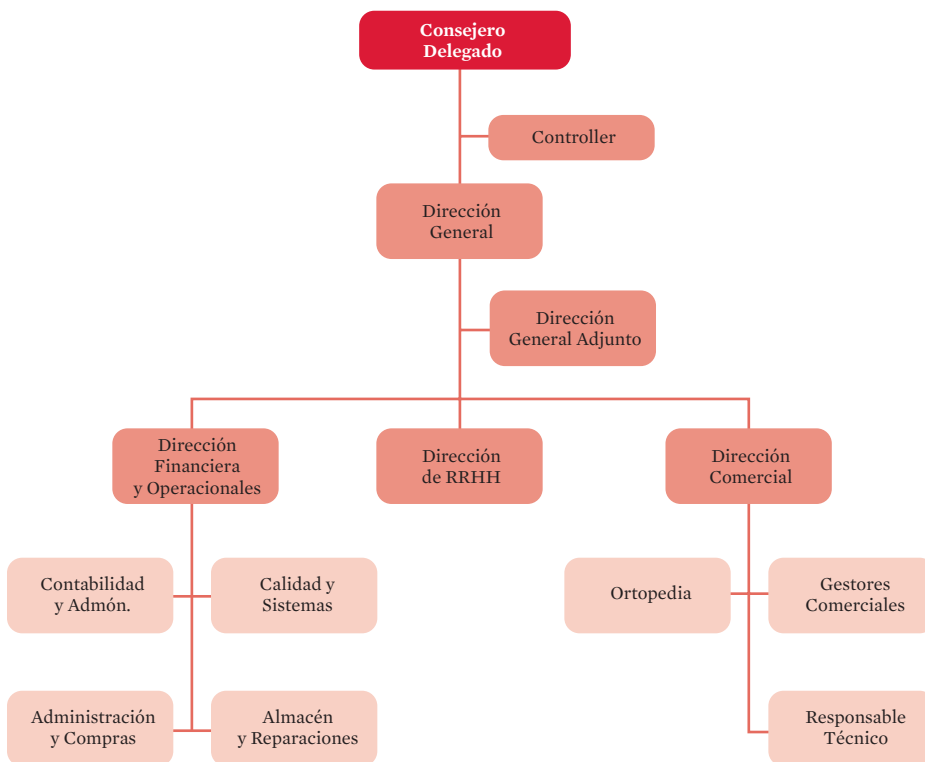 Consejero
Delegado
Controller
Dirección
General
Dirección
General Adjunto
Dirección
Financiera
y Operacionales
Dirección
de RRHH
Dirección
Comercial
Contabilidad
y Admón.
Calidad y
Sistemas
Ortopedia
Gestores
Comerciales
Administración
y Compras
Almacén
y Reparaciones
Responsable
Técnico